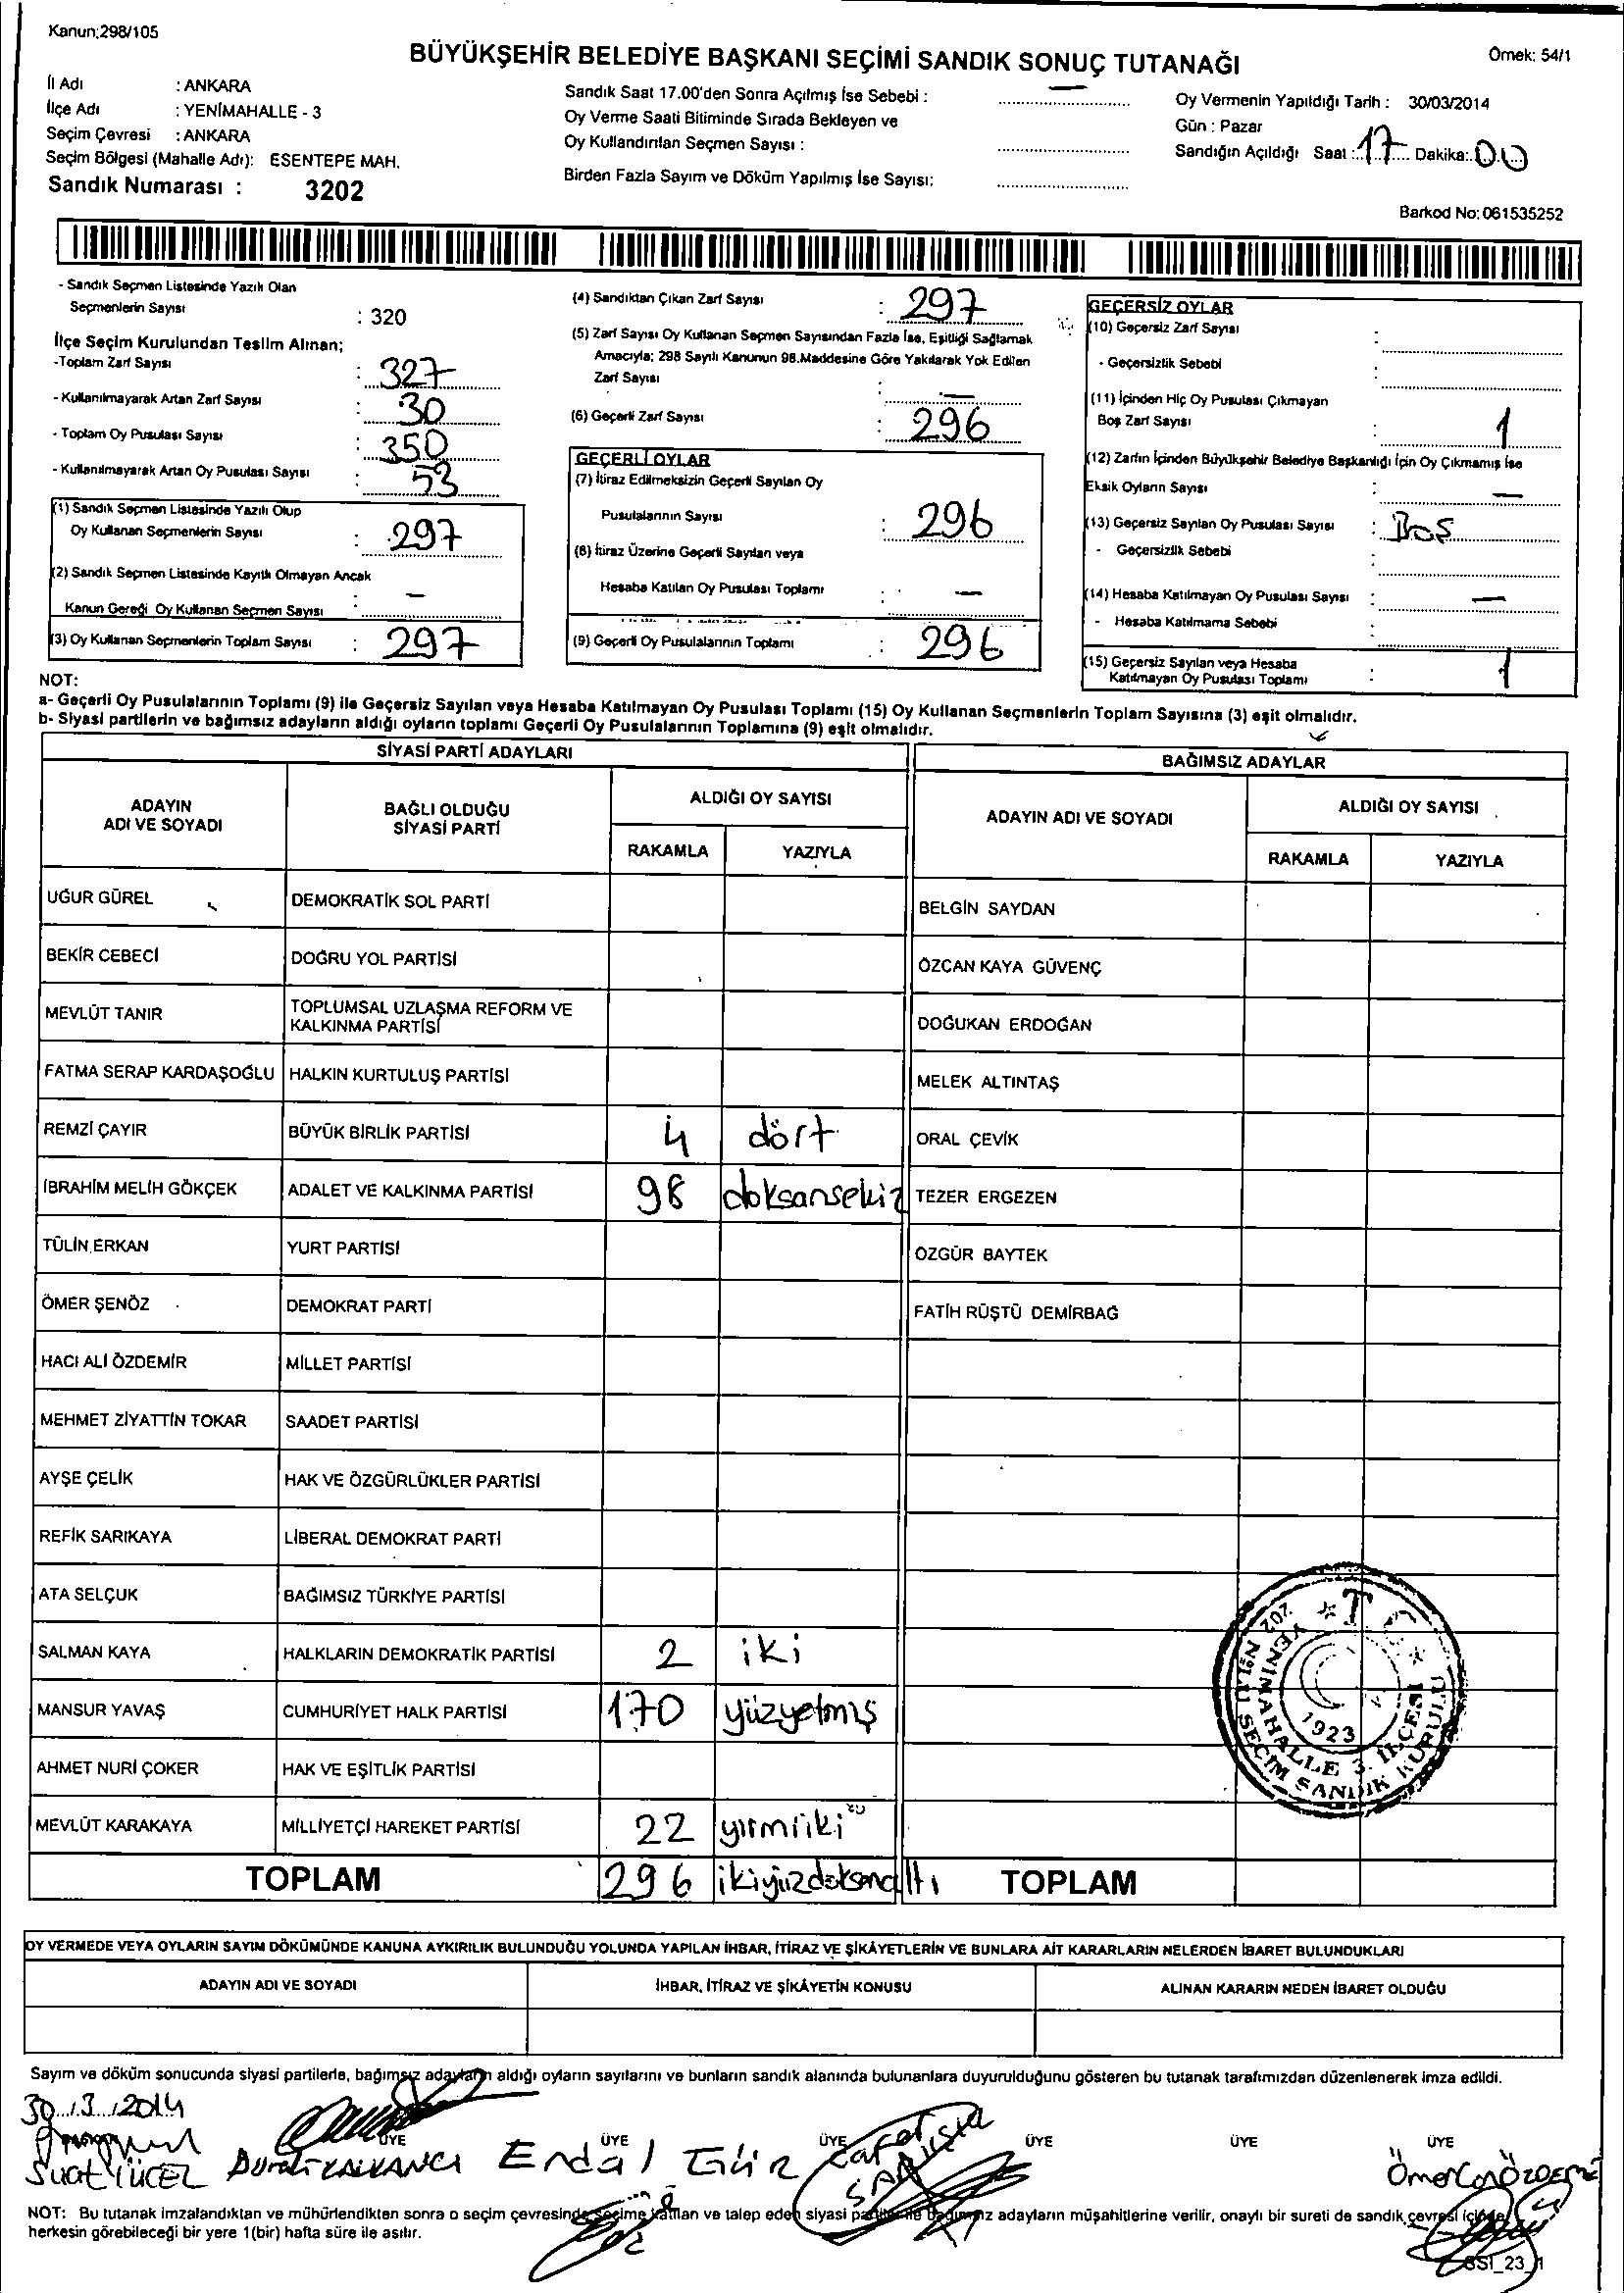 Kanun:298/105
BÜYÜKŞEHİR BELEDİYE BAŞKANI SEÇİMİ SANDIK SONUÇ TUTANAĞI
Örnek: 54/1
İl Adı : ANKARA
İlçe Adı : YENİMAHALLE - 3
Seçim Çevresi : ANKARA
Seçim Bölgesi (Mahalle Adı): ESENTEPE MAH.
Sandık Numarası : 3202
Sandık Saat 17.00'den Sonra Açılmış İse Sebebi : —
Oy Verme Saati Bitiminde Sırada Bekleyen ve
Oy Kullandırılan Seçmen Sayısı :
Birden Fazla Sayım ve Döküm Yapılmış İse Sayısı:
Oy Vermenin Yapıldığı Tarih : 30/03/2014
Gün : Pazar
Sandığın Açıldığı Saat : 17 Dakika: 00
Barkod No: 061535252
- Sandık Seçmen Listesinde Yazılı Olan
Seçmenlerin Sayısı : 320
İlçe Seçim Kurulundan Teslim Alınan;
-Toplam Zarf Sayısı : 327
- Kullanılmayarak Artan Zarf Sayısı : 30
- Toplam Oy Pusulası Sayısı : 350
- Kullanılmayarak Artan Oy Pusulası Sayısı : 53
(1) Sandık Seçmen Listesinde Yazılı Olup
Oy Kullanan Seçmenlerin Sayısı : 297
(2) Sandık Seçmen Listesinde Kayıtlı Olmayan Ancak
Kanun Gereği Oy Kullanan Seçmen Sayısı : —
(3) Oy Kullanan Seçmenlerin Toplam Sayısı : 297
(4) Sandıktan Çıkan Zarf Sayısı : 297
(5) Zarf Sayısı Oy Kullanan Seçmen Sayısından Fazla İse, Eşitliği Sağlamak
Amacıyla; 298 Sayılı Kanunun 98.Maddesine Göre Yakılarak Yok Edilen
Zarf Sayısı : —
(6) Geçerli Zarf Sayısı : 296
GEÇERLİ OYLAR
(7) İtiraz Edilmeksizin Geçerli Sayılan Oy
Pusulalarının Sayısı : 296
(8) İtiraz Üzerine Geçerli Sayılan veya
Hesaba Katılan Oy Pusulası Toplamı : —
(9) Geçerli Oy Pusulalarının Toplamı : 296
GEÇERSİZ OYLAR
(10) Geçersiz Zarf Sayısı :
- Geçersizlik Sebebi :
(11) İçinden Hiç Oy Pusulası Çıkmayan
Boş Zarf Sayısı : 1
(12) Zarfın İçinden Büyükşehir Belediye Başkanlığı İçin Oy Çıkmamış İse
Eksik Oyların Sayısı : —
(13) Geçersiz Sayılan Oy Pusulası Sayısı : Boş
- Geçersizlik Sebebi :
(14) Hesaba Katılmayan Oy Pusulası Sayısı : —
- Hesaba Katılmama Sebebi :
(15) Geçersiz Sayılan veya Hesaba
Katılmayan Oy Pusulası Toplamı : 1
NOT:
a- Geçerli Oy Pusulalarının Toplamı (9) ile Geçersiz Sayılan veya Hesaba Katılmayan Oy Pusulası Toplamı (15) Oy Kullanan Seçmenlerin Toplam Sayısına (3) eşit olmalıdır.
b- Siyasi partilerin ve bağımsız adayların aldığı oyların toplamı Geçerli Oy Pusulalarının Toplamına (9) eşit olmalıdır.
SİYASİ PARTİ ADAYLARI
BAĞIMSIZ ADAYLAR
ADAYIN ADI VE SOYADI
BAĞLI OLDUĞU SİYASİ PARTİ
ALDIĞI OY SAYISI
RAKAMLA YAZIYLA
ADAYIN ADI VE SOYADI
ALDIĞI OY SAYISI
RAKAMLA YAZIYLA
UĞUR GÜREL DEMOKRATİK SOL PARTİ BELGİN SAYDAN
BEKİR CEBECİ DOĞRU YOL PARTİSİ ÖZCAN KAYA GÜVENÇ
MEVLÜT TANIR TOPLUMSAL UZLAŞMA REFORM VE KALKINMA PARTİSİ DOĞUKAN ERDOĞAN
FATMA SERAP KARDAŞOĞLU HALKIN KURTULUŞ PARTİSİ MELEK ALTINTAŞ
REMZİ ÇAYIR BÜYÜK BİRLİK PARTİSİ 4 dört ORAL ÇEVİK
İBRAHİM MELİH GÖKÇEK ADALET VE KALKINMA PARTİSİ 98 doksansekiz TEZER ERGEZEN
TÜLİN ERKAN YURT PARTİSİ ÖZGÜR BAYTEK
ÖMER ŞENÖZ DEMOKRAT PARTİ FATİH RÜŞTÜ DEMİRBAĞ
HACI ALİ ÖZDEMİR MİLLET PARTİSİ
MEHMET ZİYATTİN TOKAR SAADET PARTİSİ
AYŞE ÇELİK HAK VE ÖZGÜRLÜKLER PARTİSİ
REFİK SARIKAYA LİBERAL DEMOKRAT PARTİ
ATA SELÇUK BAĞIMSIZ TÜRKİYE PARTİSİ
SALMAN KAYA HALKLARIN DEMOKRATİK PARTİSİ 2 iki
MANSUR YAVAŞ CUMHURİYET HALK PARTİSİ 170 yüzyetmiş
AHMET NURİ ÇOKER HAK VE EŞİTLİK PARTİSİ
MEVLÜT KARAKAYA MİLLİYETÇİ HAREKET PARTİSİ 22 yirmiiki
TOPLAM 296 ikiyüzdoksanaltı TOPLAM
T.C.
YENİMAHALLE 3. İLÇESİ
SEÇİM SANDIK KURULU
1923
OY VERMEDE VEYA OYLARIN SAYIM DÖKÜMÜNDE KANUNA AYKIRILIK BULUNDUĞU YOLUNDA YAPILAN İHBAR, İTİRAZ VE ŞİKÂYETLERİN VE BUNLARA AİT KARARLARIN NELERDEN İBARET BULUNDUKLARI
ADAYIN ADI VE SOYADI İHBAR, İTİRAZ VE ŞİKÂYETİN KONUSU ALINAN KARARIN NEDEN İBARET OLDUĞU
Sayım ve döküm sonucunda siyasi partilerle, bağımsız adayların aldığı oyların sayılarını ve bunların sandık alanında bulunanlara duyurulduğunu gösteren bu tutanak tarafımızdan düzenlenerek imza edildi.
30.3.2014
ÜYE ÜYE ÜYE ÜYE ÜYE ÜYE
Suat YÜCEL Durali KALKANCI Erdal
NOT: Bu tutanak imzalandıktan ve mühürlendikten sonra o seçim çevresinde seçime katılan ve talep eden siyasi partiler ile bağımsız adayların müşahitlerine verilir, onaylı bir sureti de sandık çevresi içinde
herkesin görebileceği bir yere 1(bir) hafta süre ile asılır.